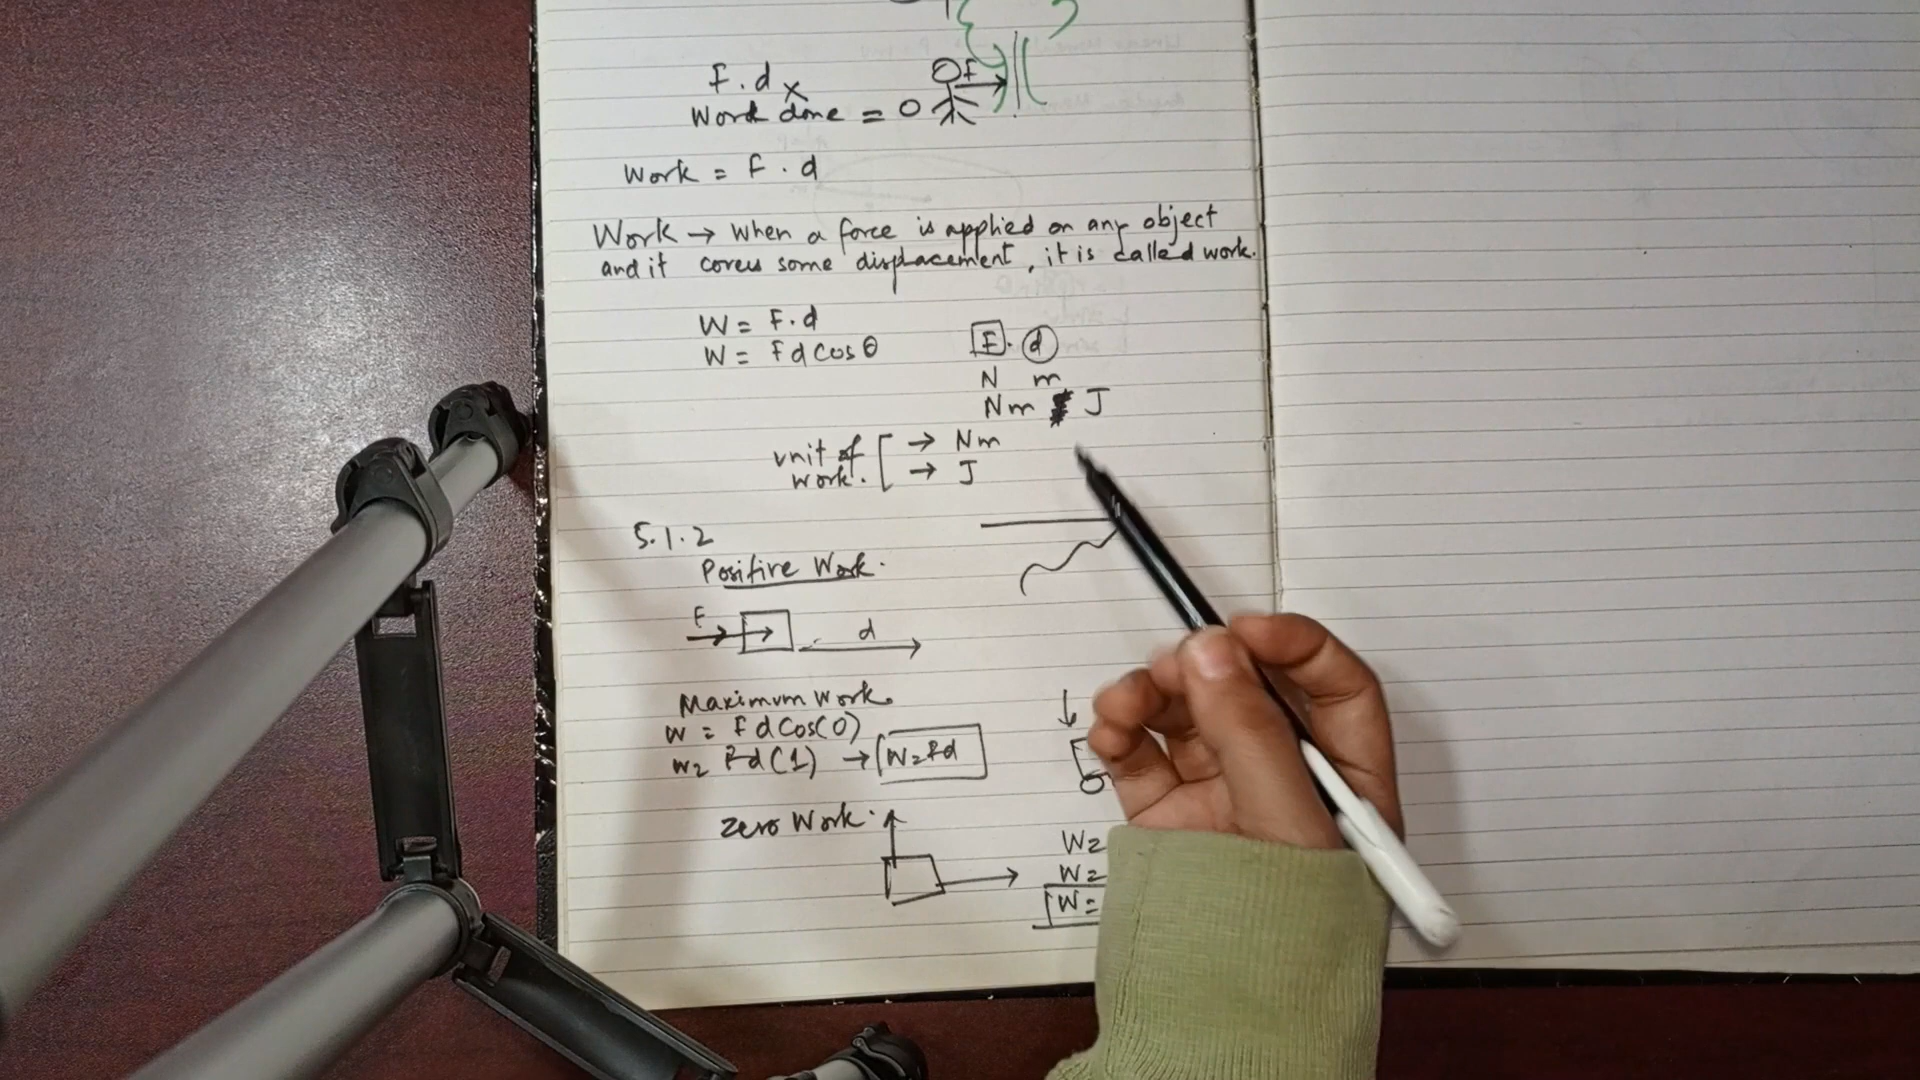 F. d x
F
Work done = 0
Work = F . d
Work → When a force is applied on any object
and it covers some displacement, it is called work.
W = F.d
W = Fd Cos θ
F . d
N m
Nm J
unit of work. → Nm
→ J
5.1.2
Positive Work.
F
d
Maximum Work.
W = Fd Cos(0)
W = Fd(1) → W=Fd
Zero Work.
W=
W=
W=